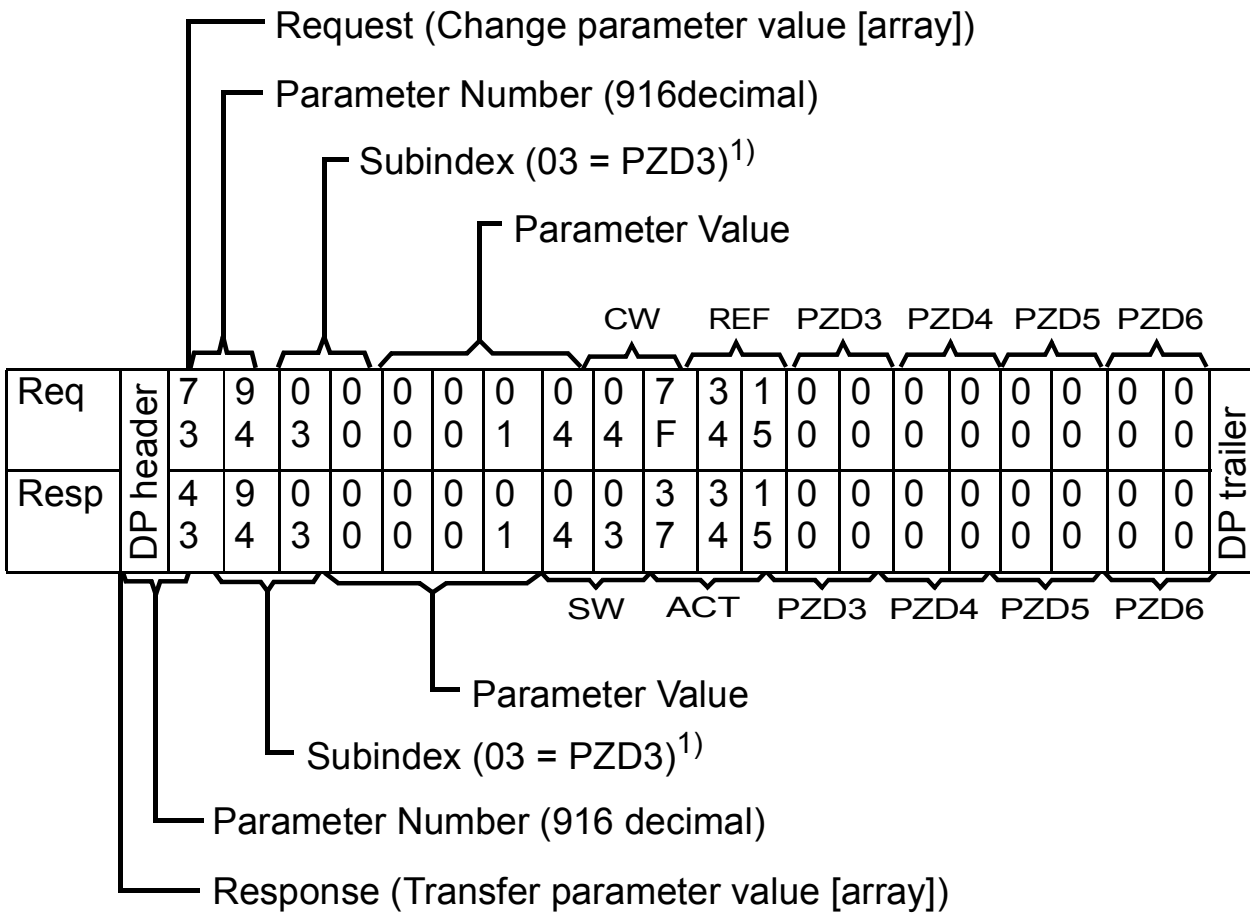 Request (Change parameter value [array])
Parameter Number (916decimal)
Subindex (03 = PZD3)1)
Parameter Value
CW REF PZD3 PZD4 PZD5 PZD6
Req DP header 7 9 0 0 0 0 0 0 0 7 3 1 0 0 0 0 0 0 0 0 DP trailer
3 4 3 0 0 0 1 4 4 F 4 5 0 0 0 0 0 0 0 0
Resp 4 9 0 0 0 0 0 0 0 3 3 1 0 0 0 0 0 0 0 0
3 4 3 0 0 0 1 4 3 7 4 5 0 0 0 0 0 0 0 0
SW ACT PZD3 PZD4 PZD5 PZD6
Parameter Value
Subindex (03 = PZD3)1)
Parameter Number (916 decimal)
Response (Transfer parameter value [array])